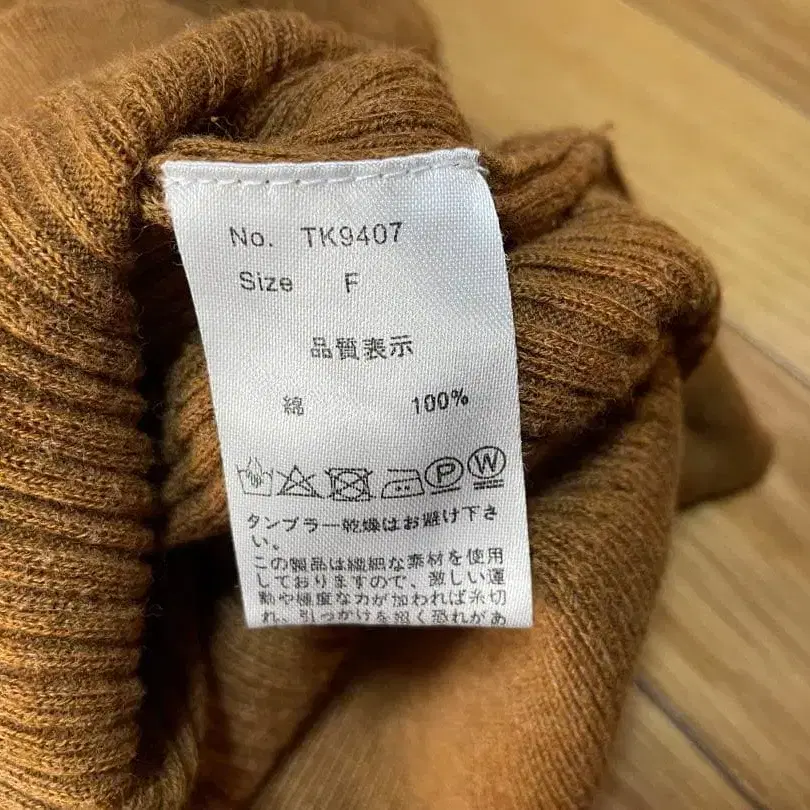 No. TK9407
Size F
品質表示
綿 100%
P W
タンブラー乾燥はお避け下さ
い。
この製品は繊細な素材を使用
しておりますので、激しい運
動や極度な力が加われば糸切
れ、引っかけを招く恐れがあ